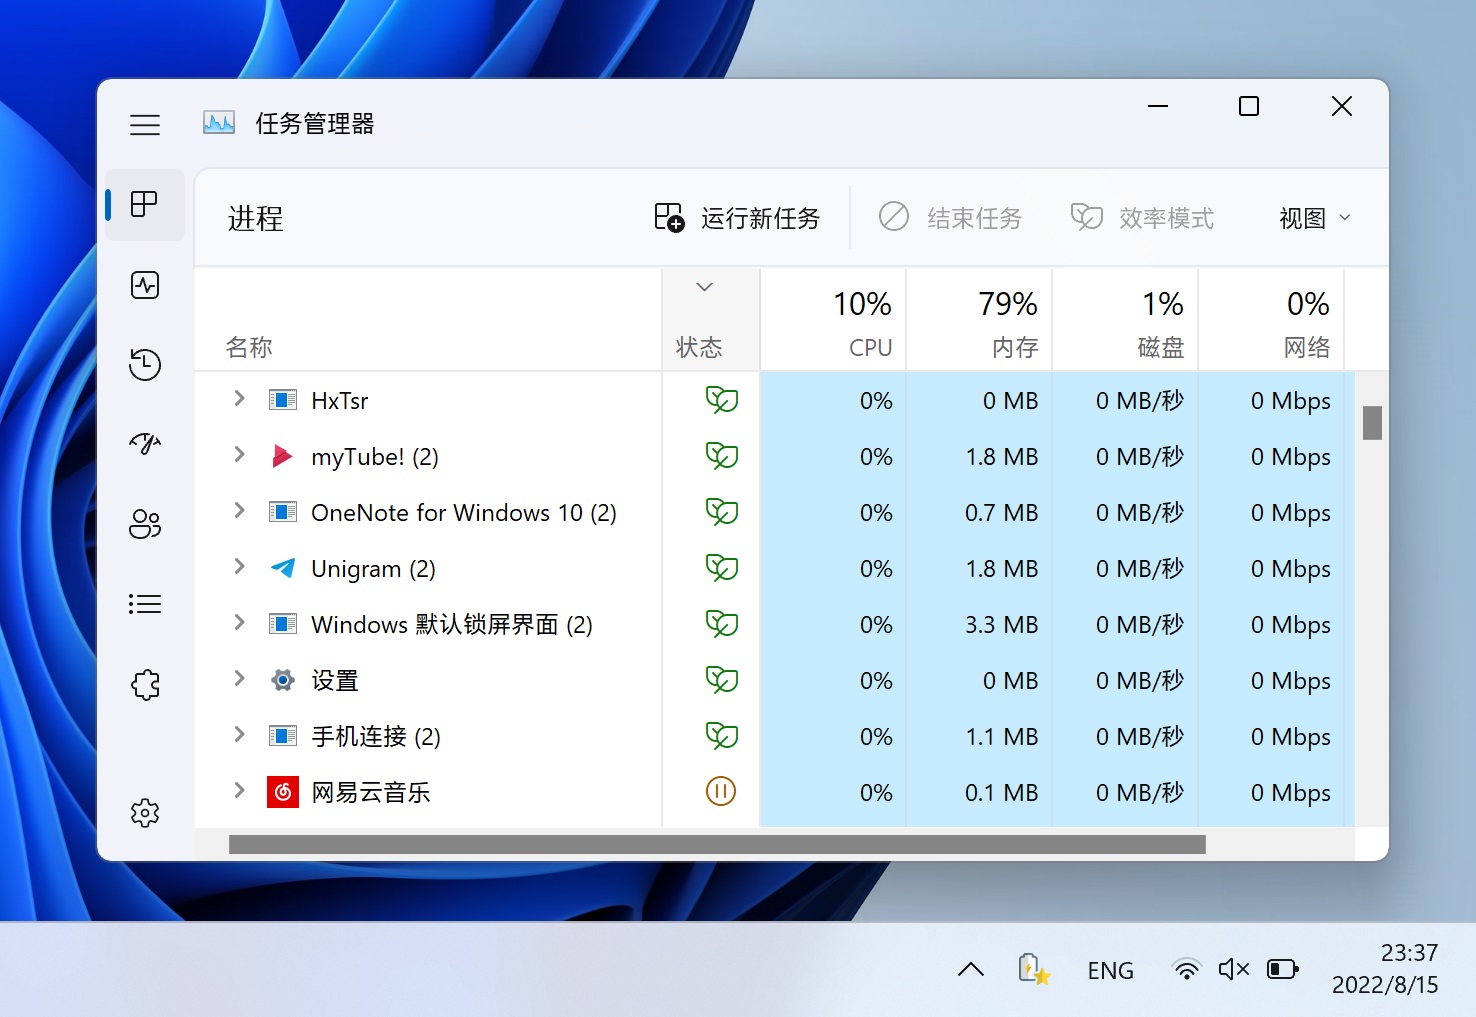 任务管理器
进程 运行新任务 结束任务 效率模式 视图
10% 79% 1% 0%
名称 状态 CPU 内存 磁盘 网络
HxTsr 0% 0 MB 0 MB/秒 0 Mbps
myTube! (2) 0% 1.8 MB 0 MB/秒 0 Mbps
OneNote for Windows 10 (2) 0% 0.7 MB 0 MB/秒 0 Mbps
Unigram (2) 0% 1.8 MB 0 MB/秒 0 Mbps
Windows 默认锁屏界面 (2) 0% 3.3 MB 0 MB/秒 0 Mbps
设置 0% 0 MB 0 MB/秒 0 Mbps
手机连接 (2) 0% 1.1 MB 0 MB/秒 0 Mbps
网易云音乐 0% 0.1 MB 0 MB/秒 0 Mbps
ENG
23:37
2022/8/15